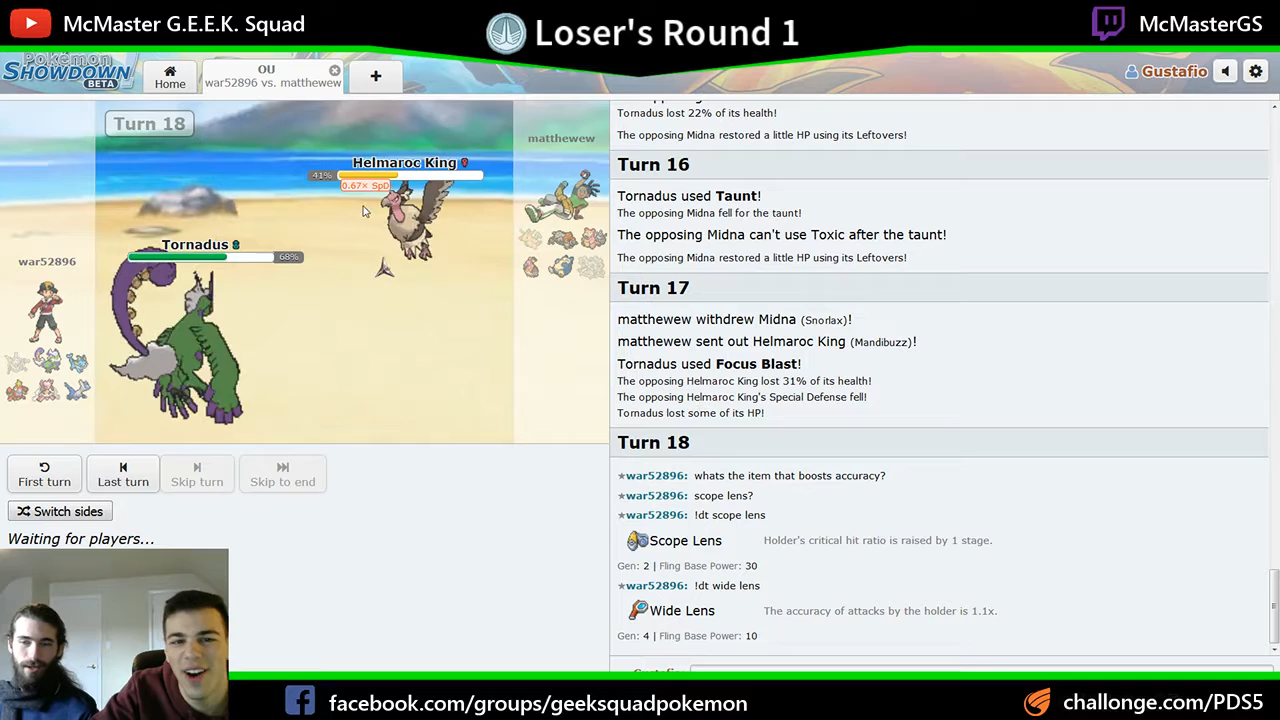 McMaster G.E.E.K. Squad
Loser's Round 1
McMasterGS
Pokémon
SHOWDOWN
BETA
Home
OU
war52896 vs. matthewew
+
Gustafio
Turn 18
matthewew
Helmaroc King
41%
0.67× SpD
Tornadus
68%
war52896
Tornadus lost 22% of its health!
The opposing Midna restored a little HP using its Leftovers!
Turn 16
Tornadus used Taunt!
The opposing Midna fell for the taunt!
The opposing Midna can't use Toxic after the taunt!
The opposing Midna restored a little HP using its Leftovers!
Turn 17
matthewew withdrew Midna (Snorlax)!
matthewew sent out Helmaroc King (Mandibuzz)!
Tornadus used Focus Blast!
The opposing Helmaroc King lost 31% of its health!
The opposing Helmaroc King's Special Defense fell!
Tornadus lost some of its HP!
Turn 18
★war52896: whats the item that boosts accuracy?
★war52896: scope lens?
★war52896: !dt scope lens
Scope Lens Holder's critical hit ratio is raised by 1 stage.
Gen: 2 | Fling Base Power: 30
★war52896: !dt wide lens
Wide Lens The accuracy of attacks by the holder is 1.1x.
Gen: 4 | Fling Base Power: 10
First turn
Last turn
Skip turn
Skip to end
Switch sides
Waiting for players...
facebook.com/groups/geeksquadpokemon
challonge.com/PDS5